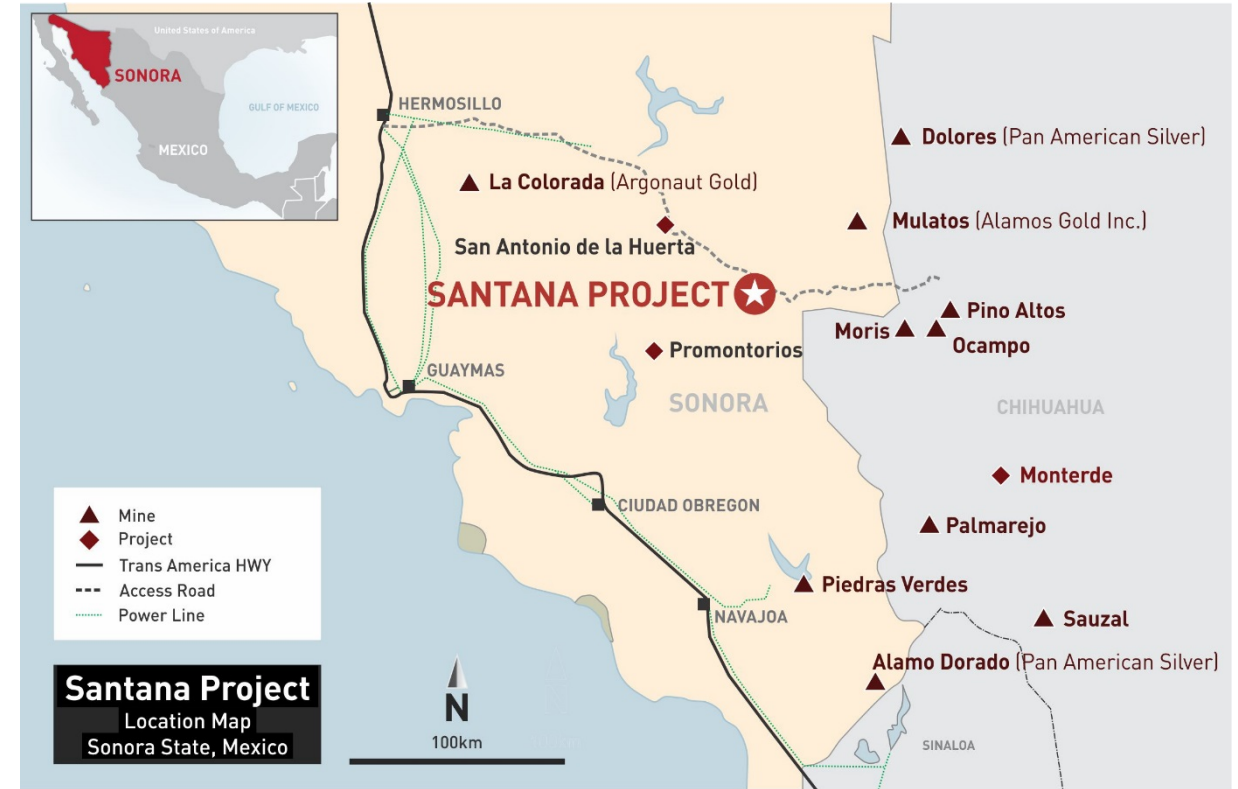 United States of America
SONORA
GULF OF MEXICO
MEXICO
HERMOSILLO
Dolores (Pan American Silver)
La Colorada (Argonaut Gold)
Mulatos (Alamos Gold Inc.)
San Antonio de la Huerta
SANTANA PROJECT
Pino Altos
Moris
Ocampo
Promontorios
GUAYMAS
SONORA
CHIHUAHUA
Monterde
CIUDAD OBREGON
Palmarejo
Mine
Project
Trans America HWY
Access Road
Power Line
Piedras Verdes
NAVAJOA
Sauzal
Alamo Dorado (Pan American Silver)
Santana Project
Location Map
Sonora State, Mexico
N
100km
SINALOA